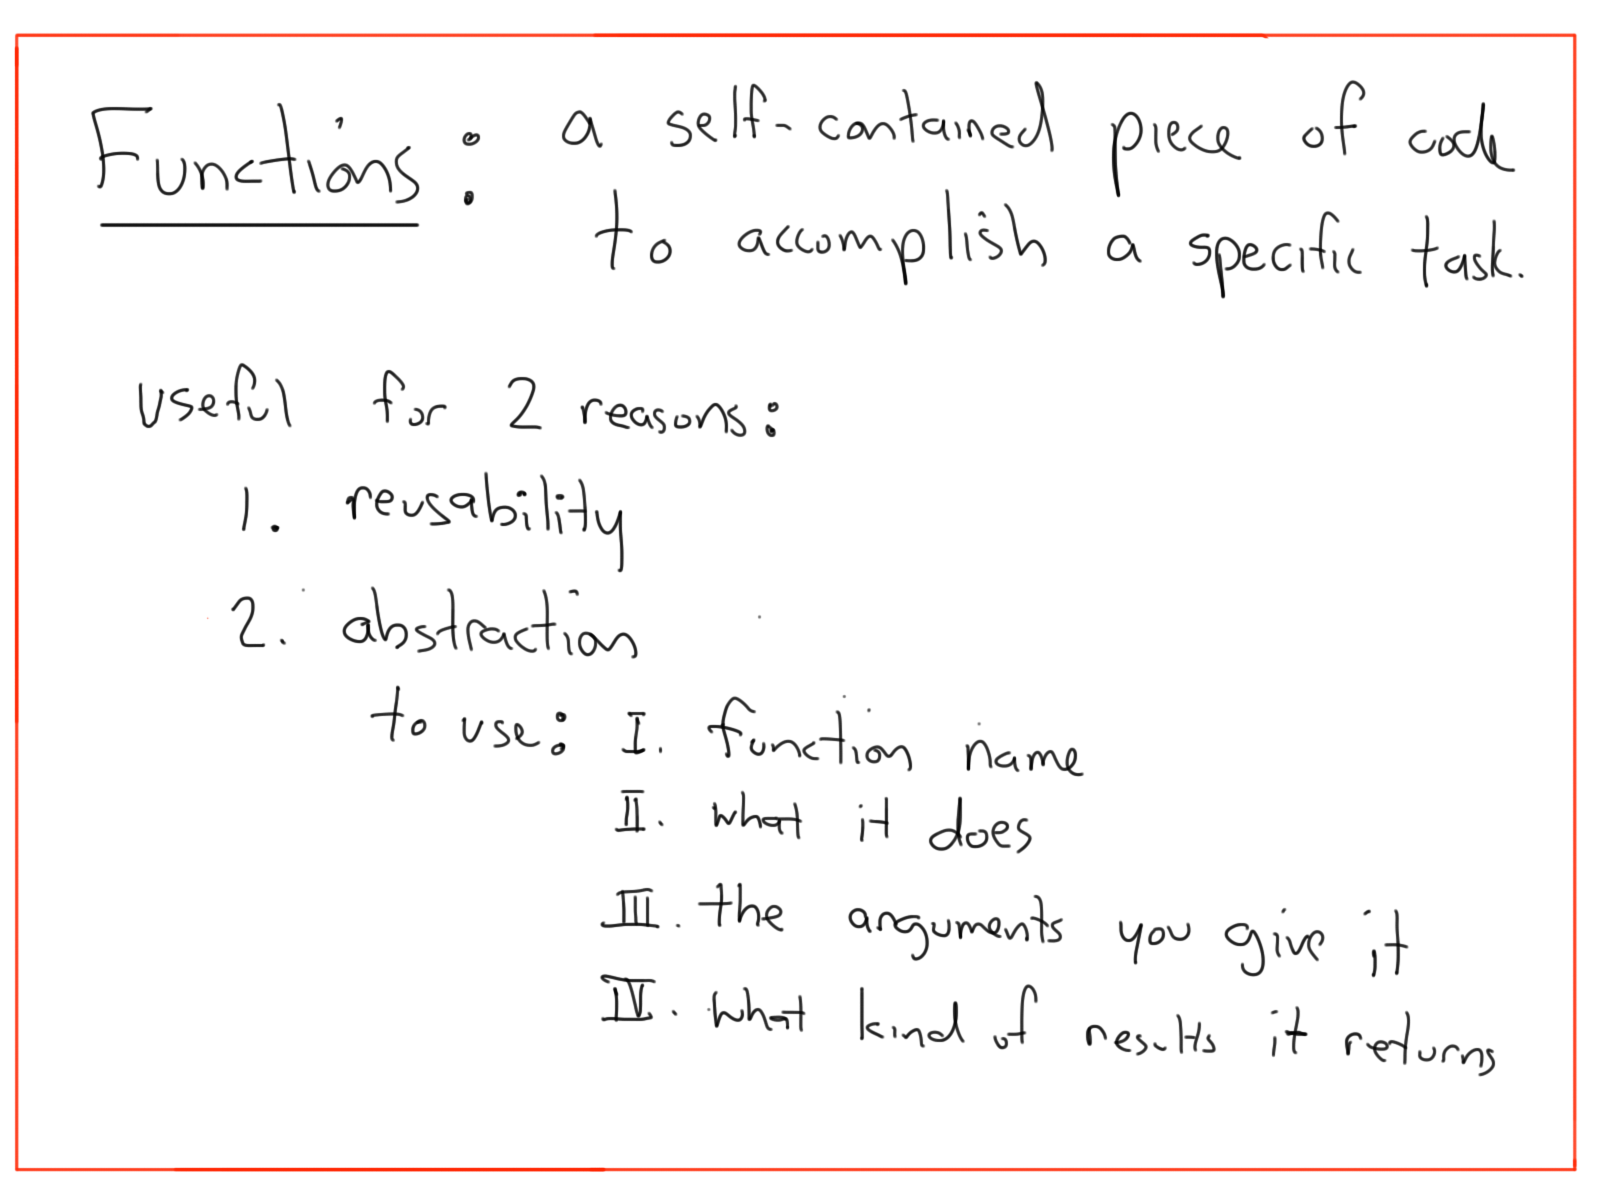 Functions: a self-contained piece of code
to accomplish a specific task.
useful for 2 reasons:
1. reusability
2. abstraction
to use: I. function name
II. what it does
III. the arguments you give it
IV. what kind of results it returns